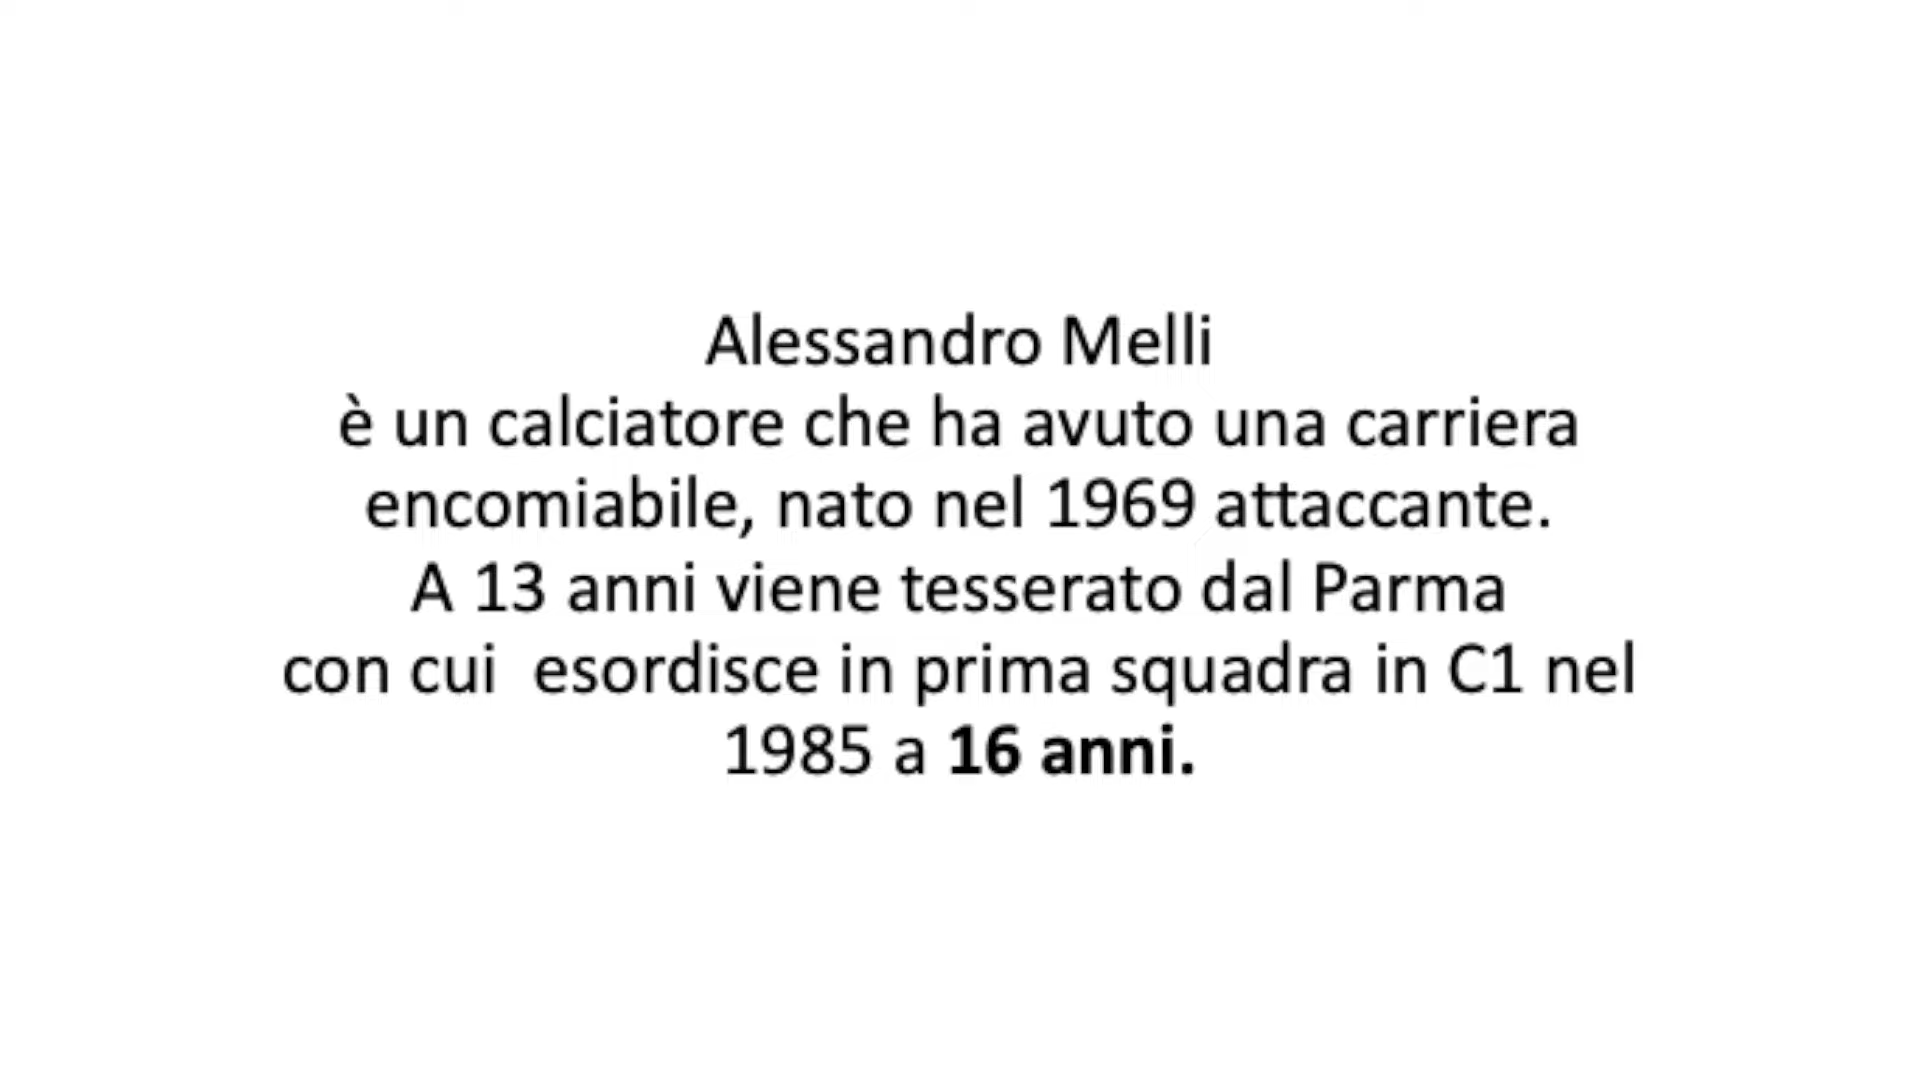 Alessandro Melli
è un calciatore che ha avuto una carriera
encomiabile, nato nel 1969 attaccante.
A 13 anni viene tesserato dal Parma
con cui  esordisce in prima squadra in C1 nel
1985 a 16 anni.